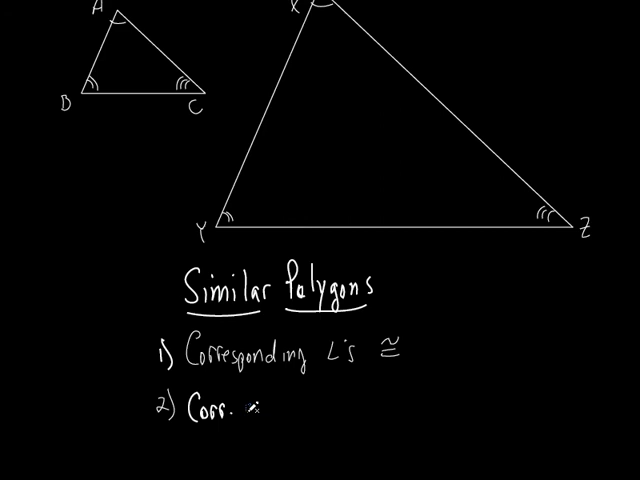 A
X
B
C
Y
Z
Similar Polygons
1) Corresponding ∠'s ≅
2) Corr.